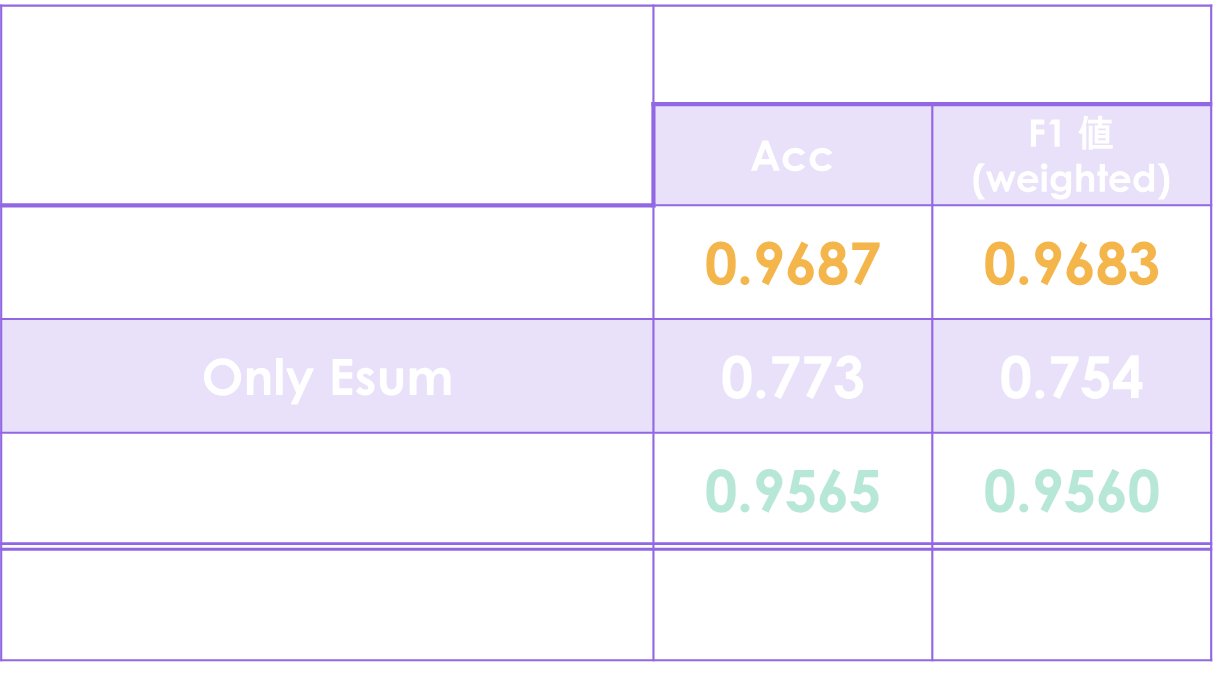 Acc
F1 値
(weighted)
0.9687 0.9683
Only Esum 0.773 0.754
0.9565 0.9560